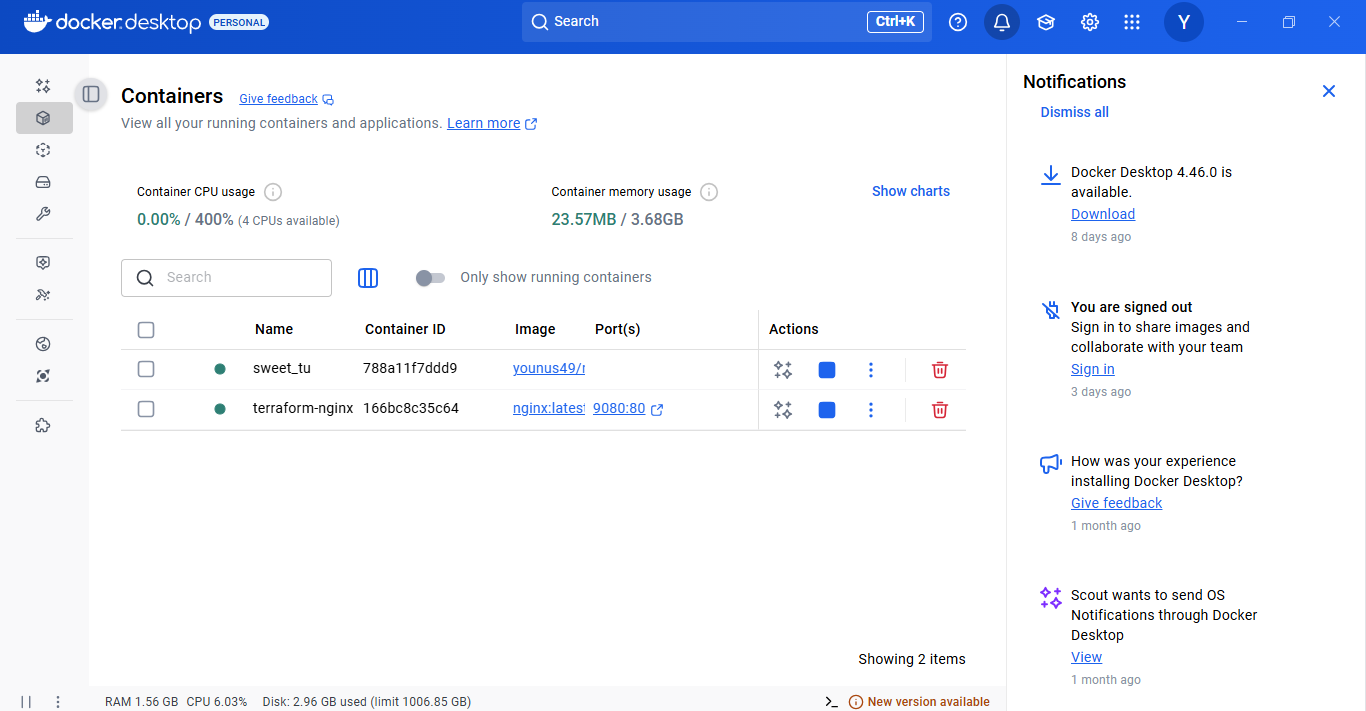 docker.desktop PERSONAL
Search
Ctrl+K
Y
Containers
Give feedback
View all your running containers and applications. Learn more
Container CPU usage
0.00% / 400% (4 CPUs available)
Container memory usage
23.57MB / 3.68GB
Show charts
Search
Only show running containers
Name Container ID Image Port(s) Actions
sweet_tu 788a11f7ddd9 younus49/r
terraform-nginx 166bc8c35c64 nginx:latest 9080:80
Showing 2 items
Notifications
Dismiss all
Docker Desktop 4.46.0 is
available.
Download
8 days ago
You are signed out
Sign in to share images and
collaborate with your team
Sign in
3 days ago
How was your experience
installing Docker Desktop?
Give feedback
1 month ago
Scout wants to send OS
Notifications through Docker
Desktop
View
1 month ago
RAM 1.56 GB CPU 6.03% Disk: 2.96 GB used (limit 1006.85 GB)
New version available